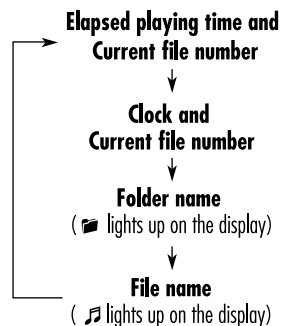 Elapsed playing time and
Current file number
Clock and
Current file number
Folder name
( lights up on the display)
File name
( lights up on the display)